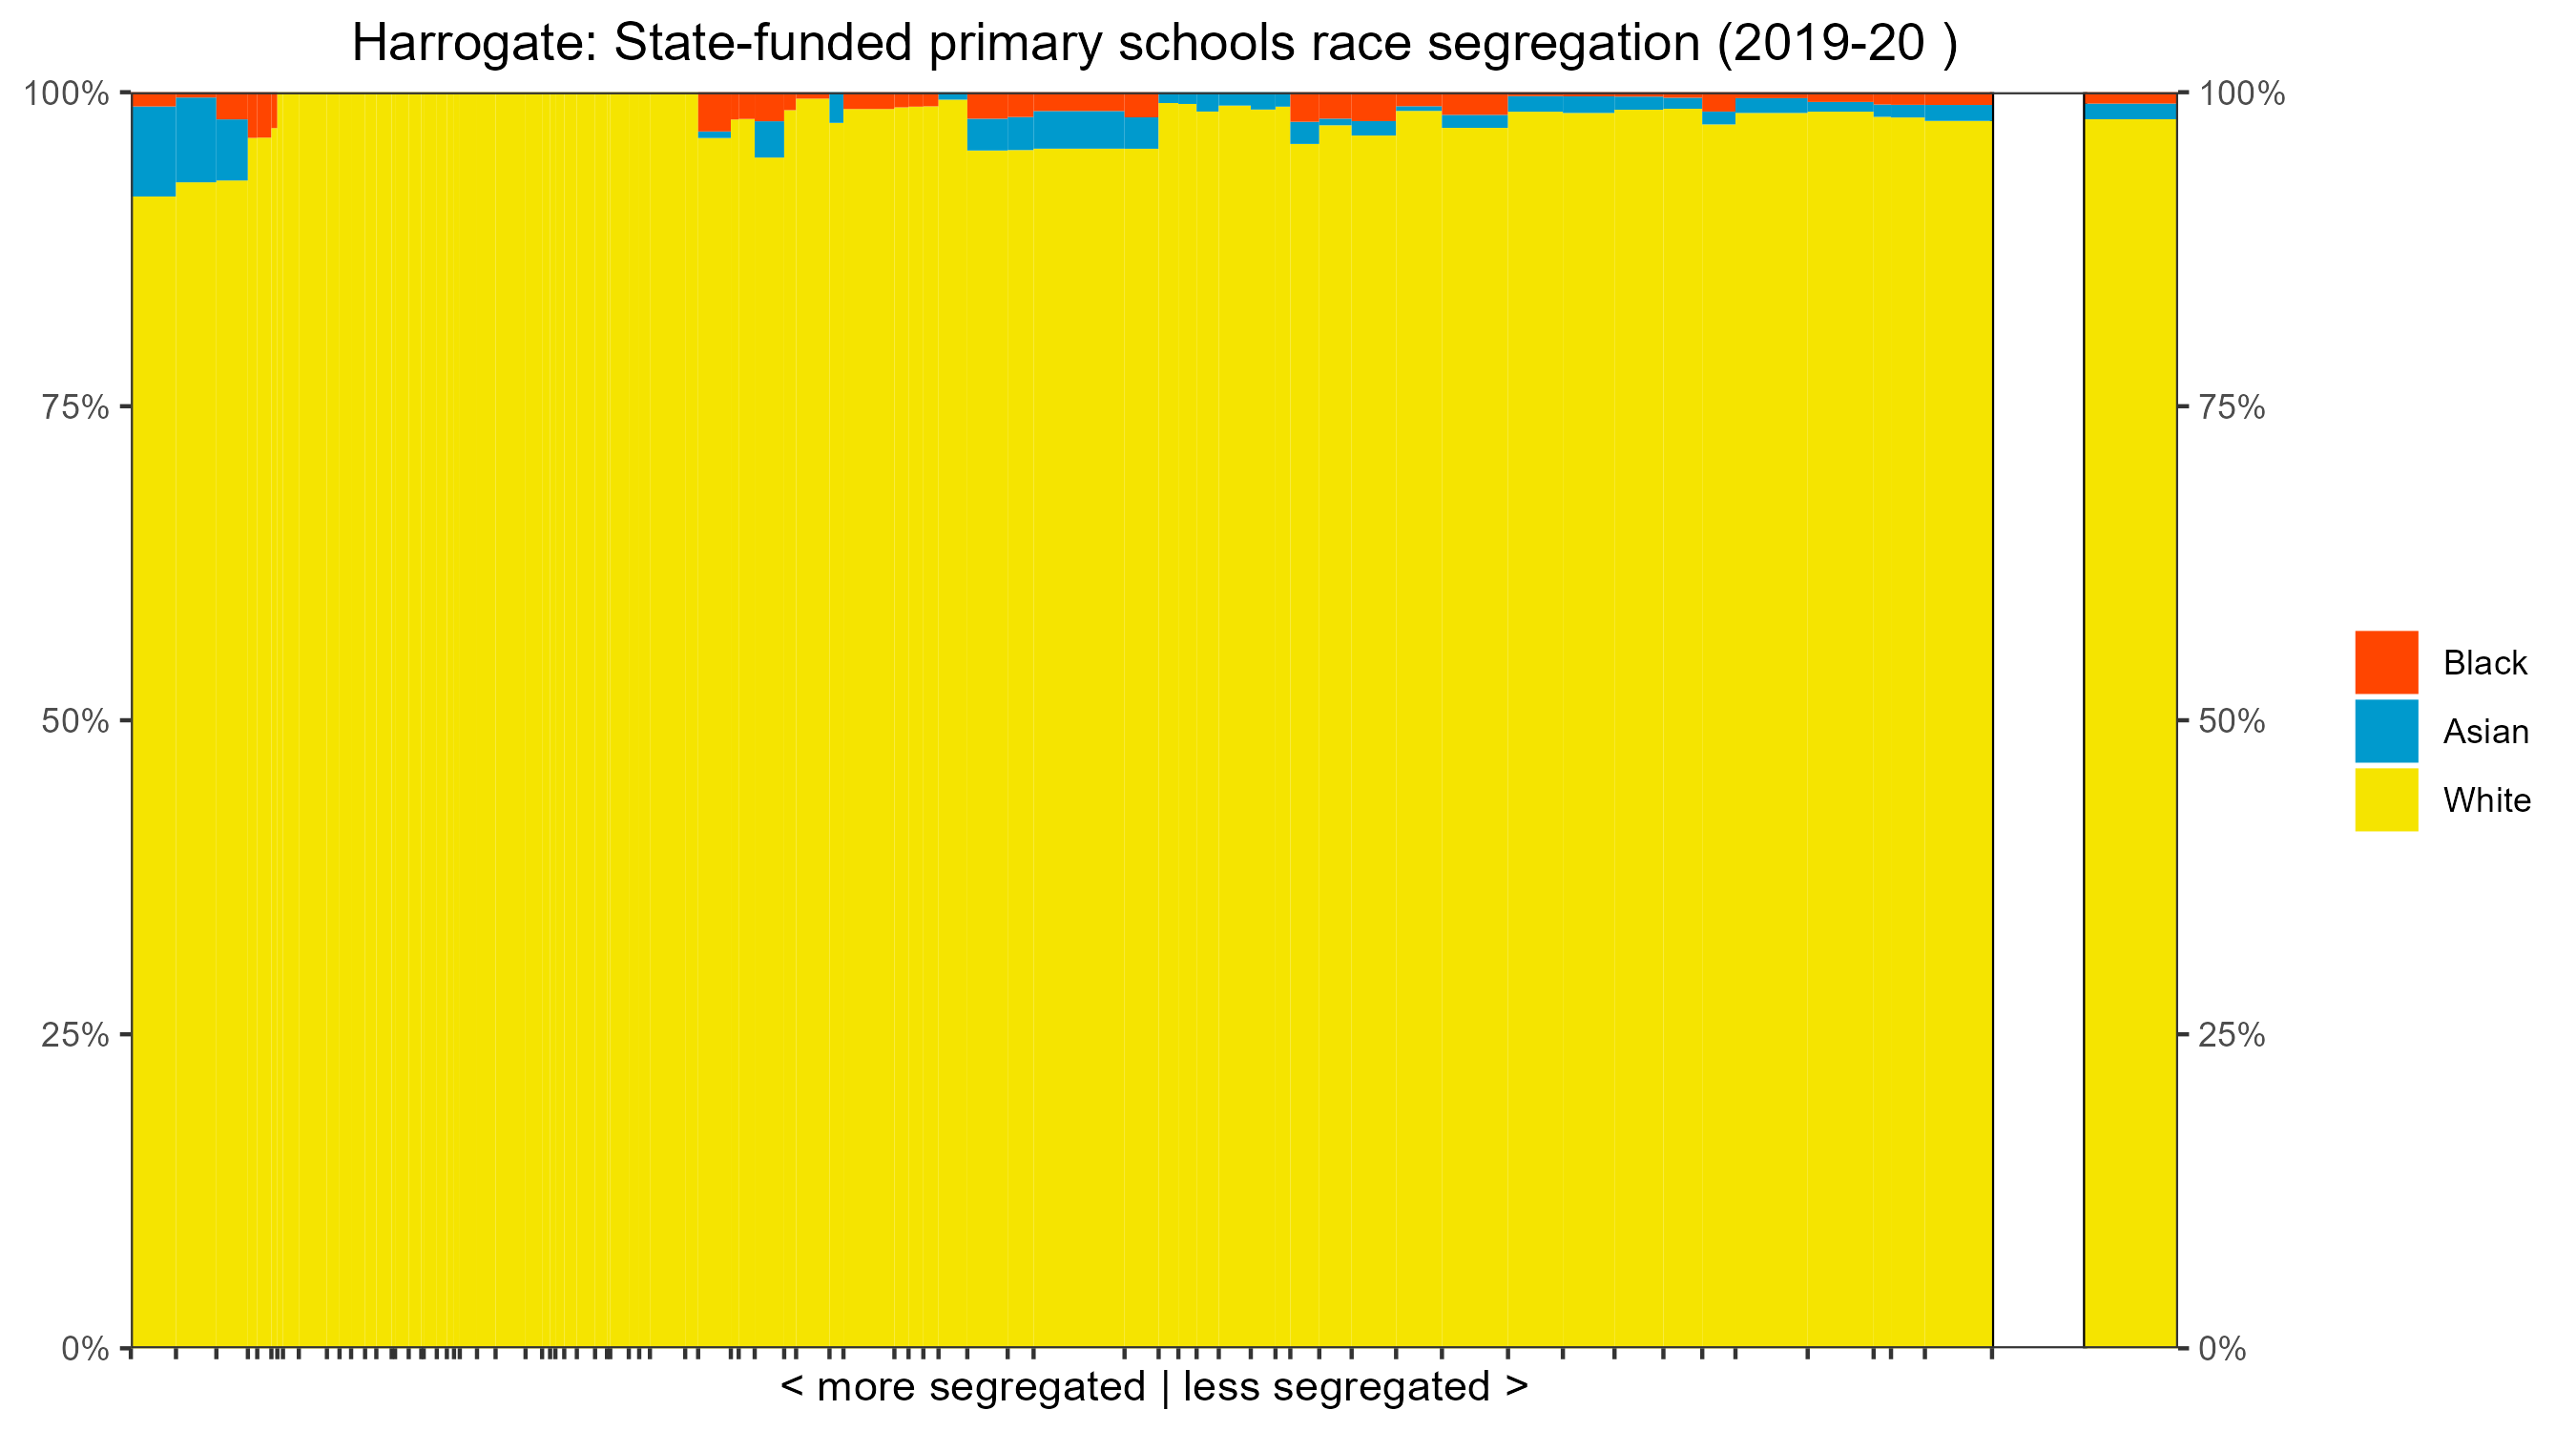 Harrogate: State-funded primary schools race segregation (2019-20 )
100%
75%
50%
25%
0%
100%
75%
50%
25%
0%
Black
Asian
White
< more segregated | less segregated >